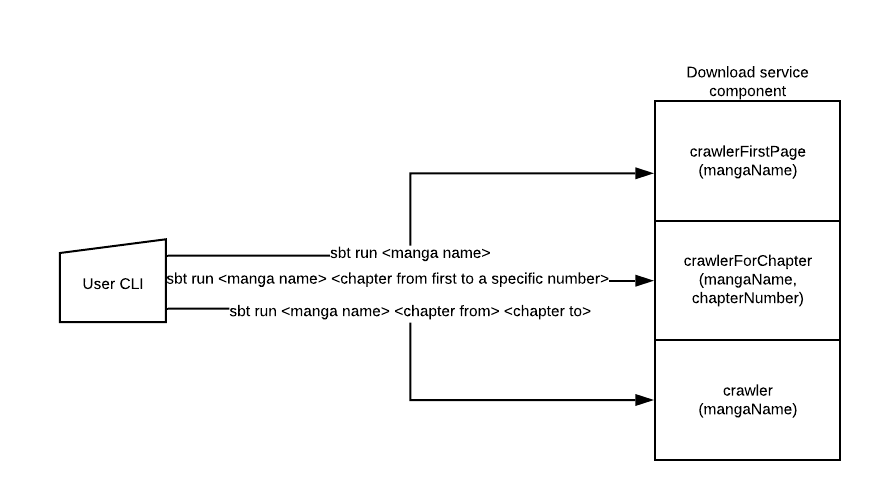 Download service
component
crawlerFirstPage
(mangaName)
sbt run <manga name>
sbt run <manga name> <chapter from first to a specific number>
User CLI
sbt run <manga name> <chapter from> <chapter to>
crawlerForChapter
(mangaName,
chapterNumber)
crawler
(mangaName)